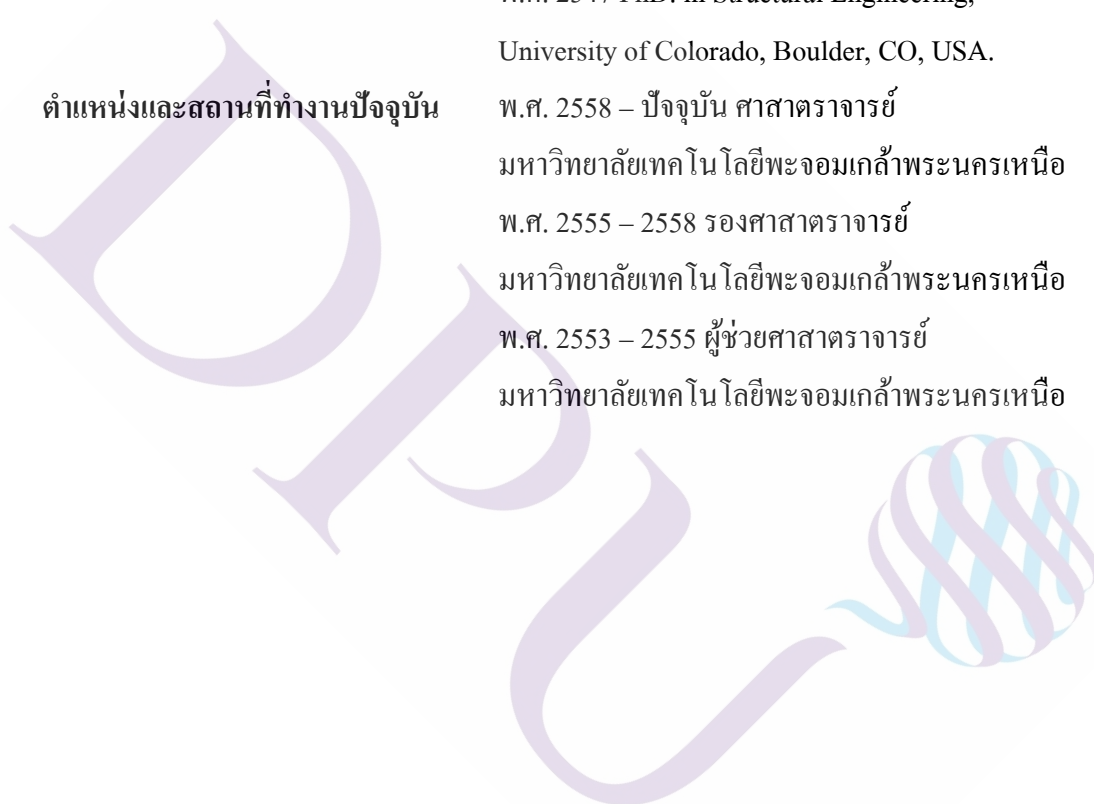 Ph.D. in Structural Engineering,
University of Colorado, Boulder, CO, USA.
ตำแหน่งและสถานที่ทำงานปัจจุบัน พ.ศ. 2558 – ปัจจุบัน ศาสาตราจารย์
มหาวิทยาลัยเทคโนโลยีพะจอมเกล้าพระนครเหนือ
พ.ศ. 2555 – 2558 รองศาสาตราจารย์
มหาวิทยาลัยเทคโนโลยีพะจอมเกล้าพระนครเหนือ
พ.ศ. 2553 – 2555 ผู้ช่วยศาสาตราจารย์
มหาวิทยาลัยเทคโนโลยีพะจอมเกล้าพระนครเหนือ
DPU